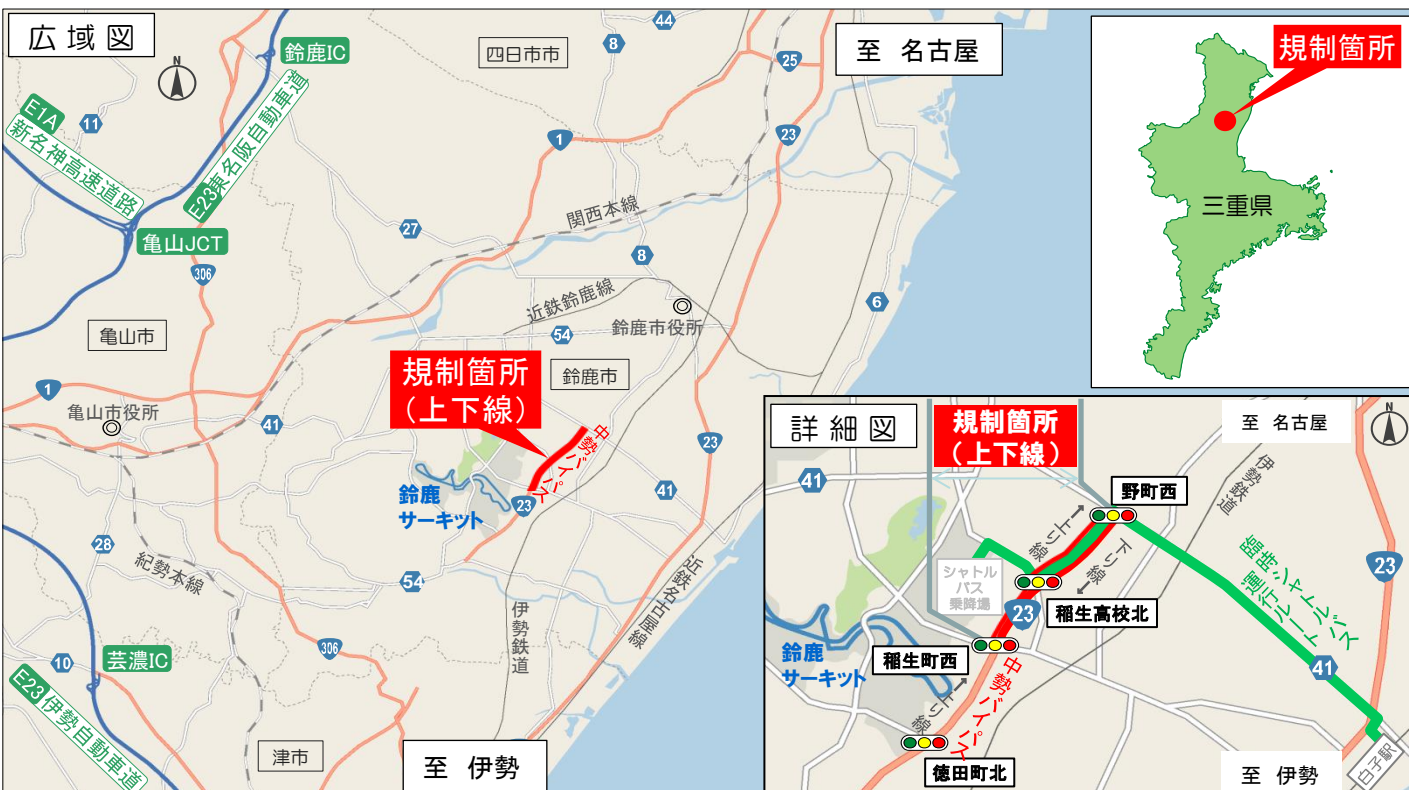 広域図
N
鈴鹿IC
四日市市
44
8
至 名古屋
25
E1A
新名神高速道路
11
E23東名阪自動車道
1
23
関西本線
亀山JCT
27
8
306
6
近鉄鈴鹿線
鈴鹿市役所
54
亀山市
規制箇所
（上下線）
鈴鹿市
1
亀山市役所
41
中勢バイパス
23
鈴鹿
サーキット
23
41
28
紀勢本線
54
伊勢鉄道
近鉄名古屋線
306
10
芸濃IC
E23伊勢自動車道
津市
至 伊勢
規制箇所
三重県
詳細図
規制箇所
（上下線）
至 名古屋
N
伊勢鉄道
41
野町西
上り線
下り線
シャトル
バス
乗降場
臨時シャトルバス
運行ルート
23
23
稲生高校北
稲生町西
鈴鹿
サーキット
中勢バイパス
上り線
41
徳田町北
白子駅
至 伊勢